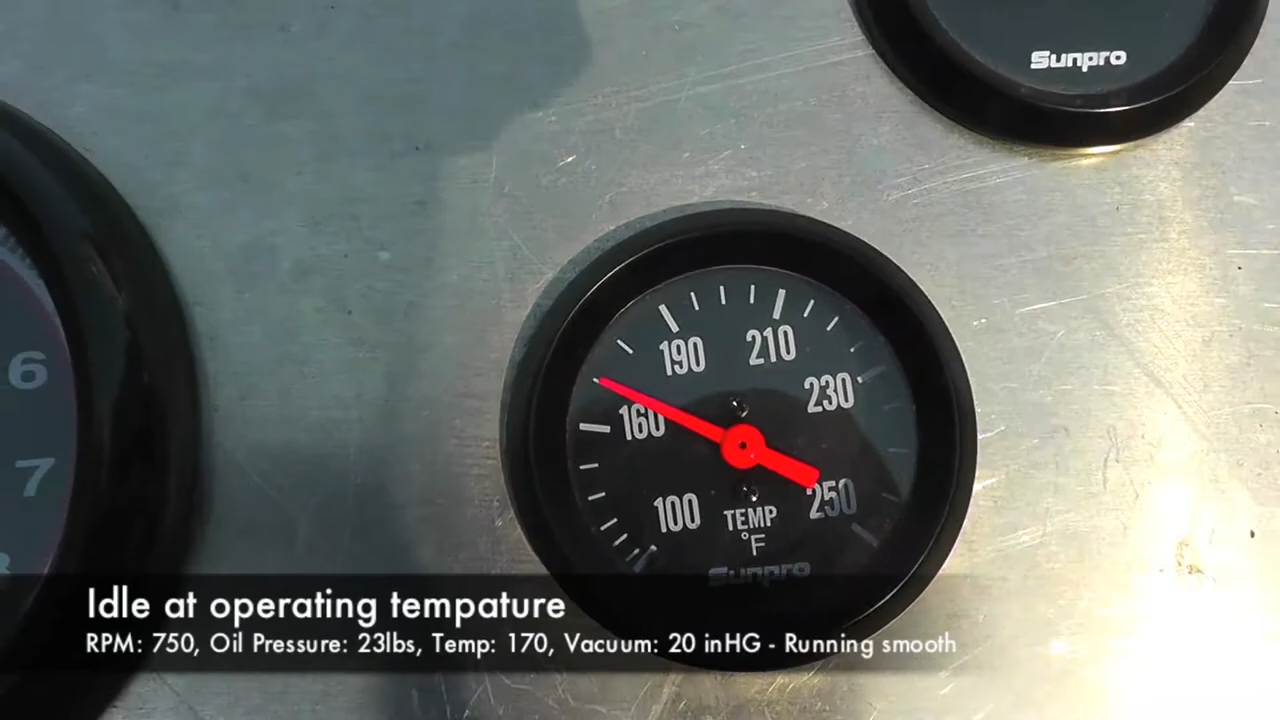 Sunpro
6
7
190
210
230
160
100
250
TEMP
°F
Sunpro
Idle at operating tempature
RPM: 750, Oil Pressure: 23lbs, Temp: 170, Vacuum: 20 inHG - Running smooth